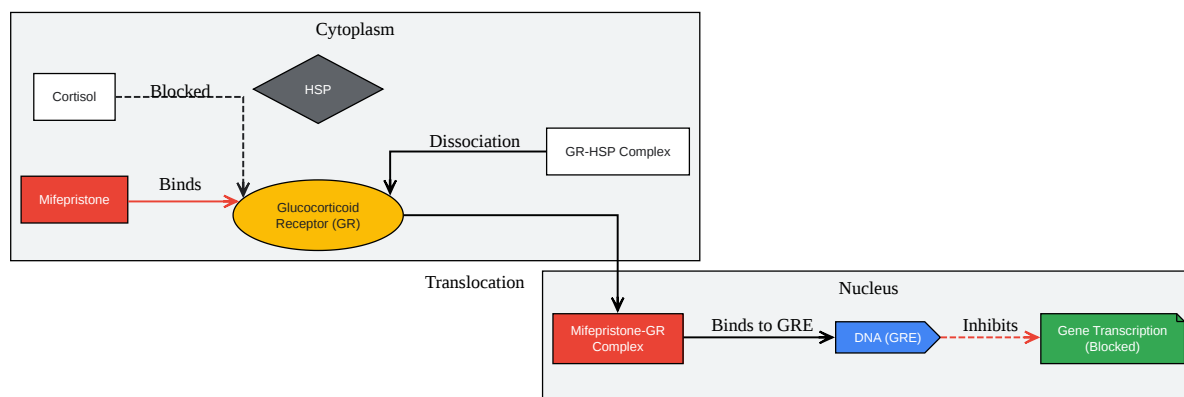 Cytoplasm
Cortisol
Blocked
HSP
Dissociation
GR-HSP Complex
Mifepristone
Binds
Glucocorticoid
Receptor (GR)
Translocation
Nucleus
Mifepristone-GR
Complex
Binds to GRE
DNA (GRE)
Inhibits
Gene Transcription
(Blocked)